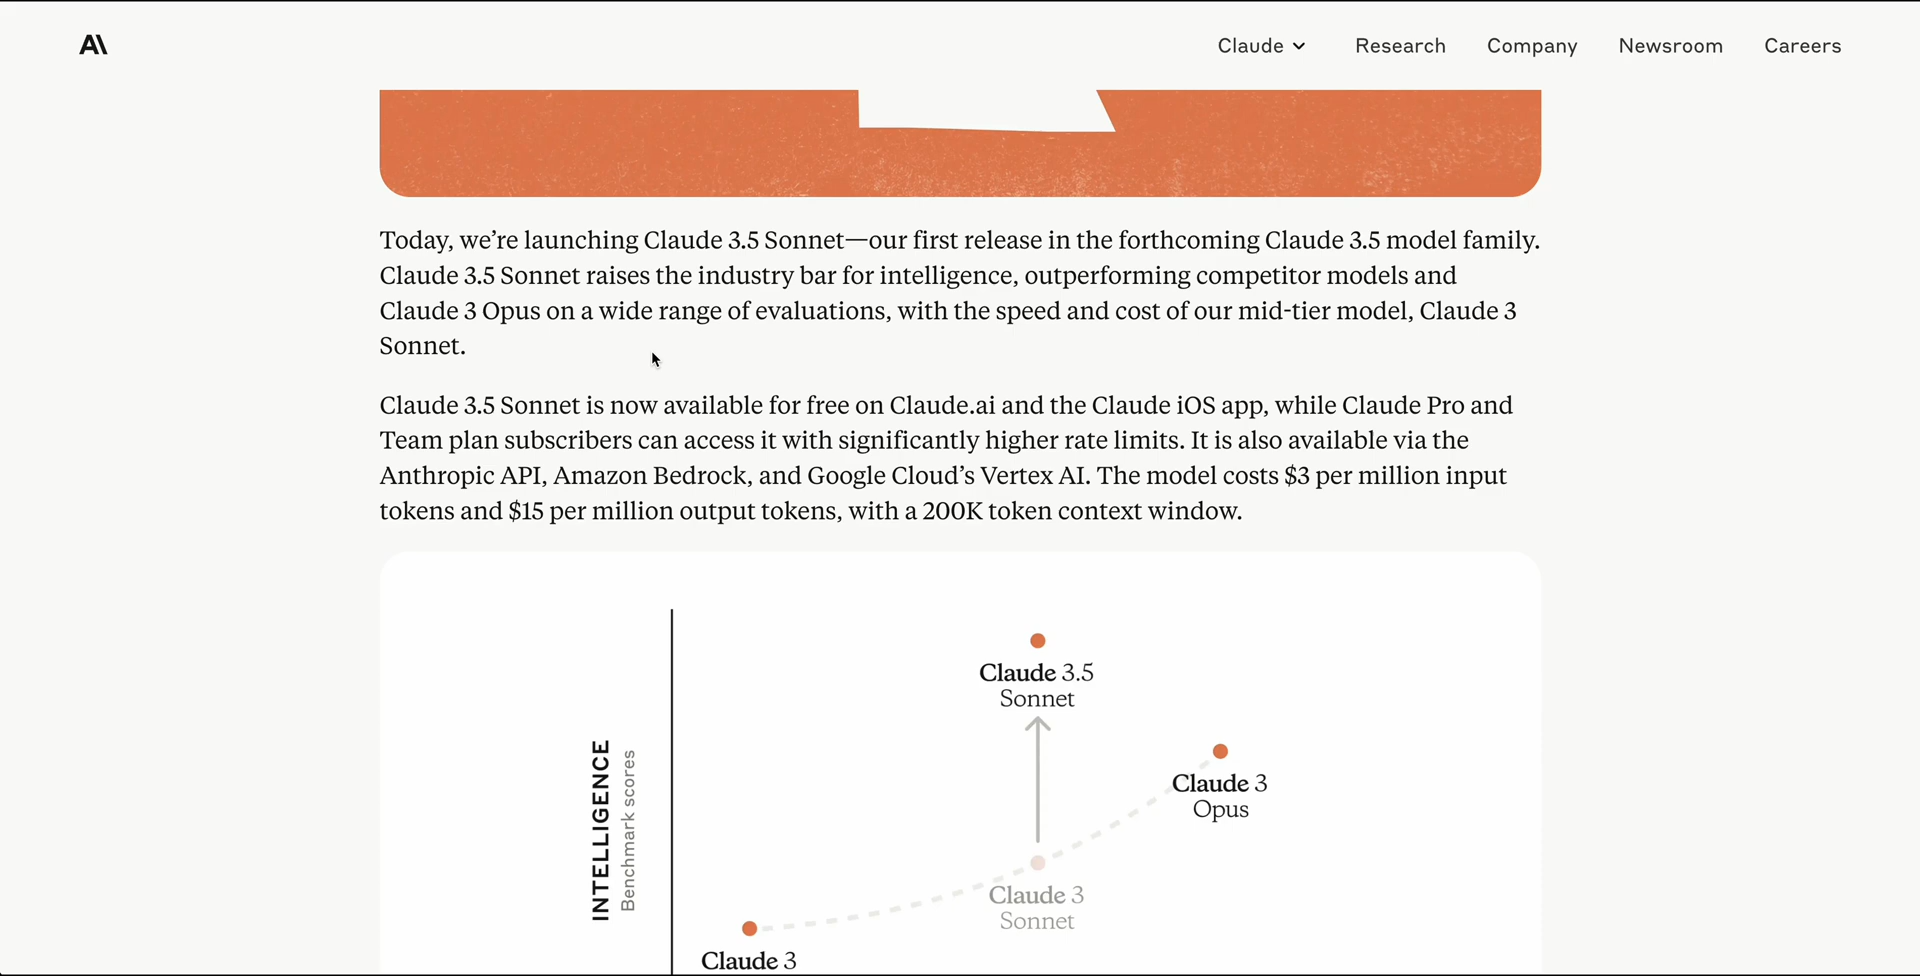 A\
Claude Research Company Newsroom Careers
Today, we’re launching Claude 3.5 Sonnet—our first release in the forthcoming Claude 3.5 model family.
Claude 3.5 Sonnet raises the industry bar for intelligence, outperforming competitor models and
Claude 3 Opus on a wide range of evaluations, with the speed and cost of our mid-tier model, Claude 3
Sonnet.
Claude 3.5 Sonnet is now available for free on Claude.ai and the Claude iOS app, while Claude Pro and
Team plan subscribers can access it with significantly higher rate limits. It is also available via the
Anthropic API, Amazon Bedrock, and Google Cloud’s Vertex AI. The model costs $3 per million input
tokens and $15 per million output tokens, with a 200K token context window.
INTELLIGENCE
Benchmark scores
Claude 3.5
Sonnet
Claude 3
Opus
Claude 3
Sonnet
Claude 3